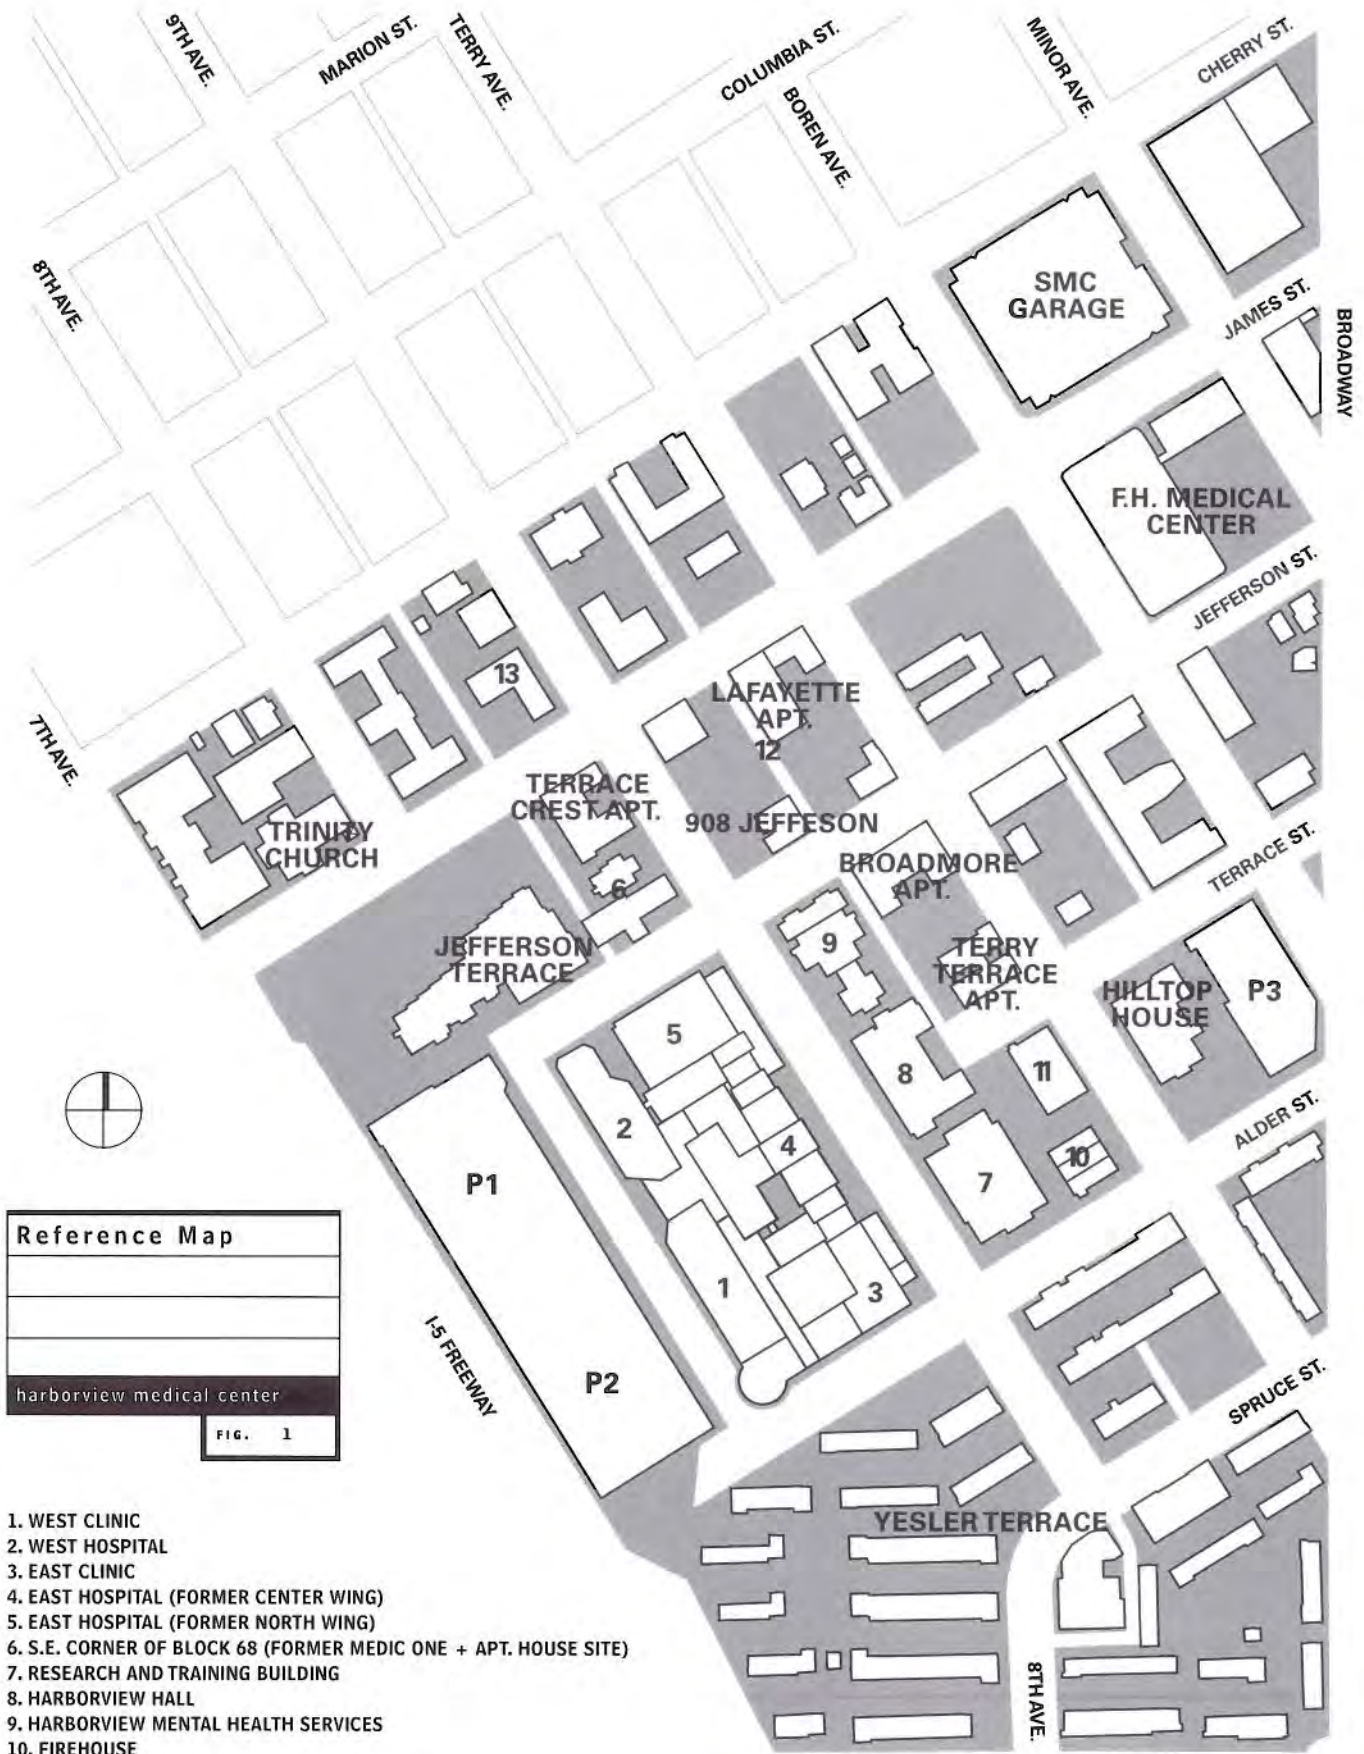 9TH AVE.
MARION ST.
TERRY AVE.
COLUMBIA ST.
BOREN AVE.
MINOR AVE.
CHERRY ST.
8TH AVE.
SMC
GARAGE
JAMES ST.
BROADWAY
F.H. MEDICAL
CENTER
JEFFERSON ST.
13
LAFAYETTE
APT.
12
7TH AVE.
TERRACE
CREST APT.
908 JEFFESON
TRINITY
CHURCH
BROADMORE
APT.
TERRACE ST.
6
JEFFERSON
TERRACE
9
TERRY
TERRACE
APT.
HILLTOP
HOUSE
P3
5
8
11
2
4
10
7
ALDER ST.
P1
1
3
I-5 FREEWAY
P2
SPRUCE ST.
YESLER TERRACE
8TH AVE.
Reference Map
harborview medical center
FIG. 1
1. WEST CLINIC
2. WEST HOSPITAL
3. EAST CLINIC
4. EAST HOSPITAL (FORMER CENTER WING)
5. EAST HOSPITAL (FORMER NORTH WING)
6. S.E. CORNER OF BLOCK 68 (FORMER MEDIC ONE + APT. HOUSE SITE)
7. RESEARCH AND TRAINING BUILDING
8. HARBORVIEW HALL
9. HARBORVIEW MENTAL HEALTH SERVICES
10. FIREHOUSE